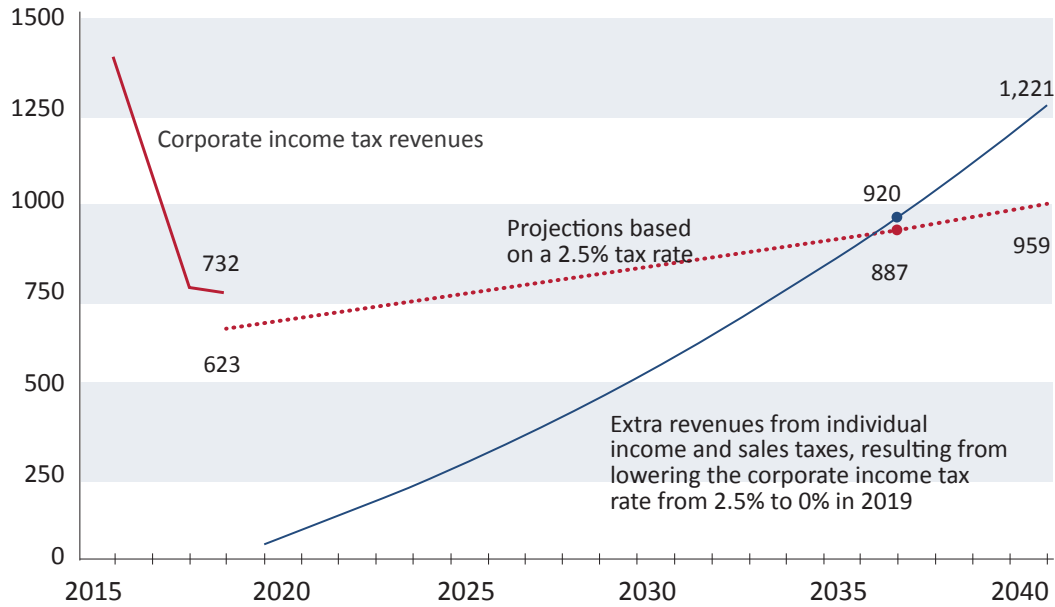 1500
1250
1000
750
500
250
0
Corporate income tax revenues
732
623
Projections based
on a 2.5% tax rate
920
887
1,221
959
Extra revenues from individual
income and sales taxes, resulting from
lowering the corporate income tax
rate from 2.5% to 0% in 2019
2015
2020
2025
2030
2035
2040